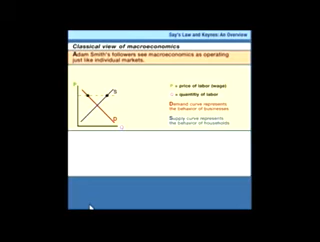 Say's Law and Keynes: An Overview
Classical view of macroeconomics
Adam Smith's followers see macroeconomics as operating
just like individual markets.
P
S
D
Q
P = price of labor (wage)
Q = quantity of labor
Demand curve represents
the behavior of businesses
Supply curve represents
the behavior of households